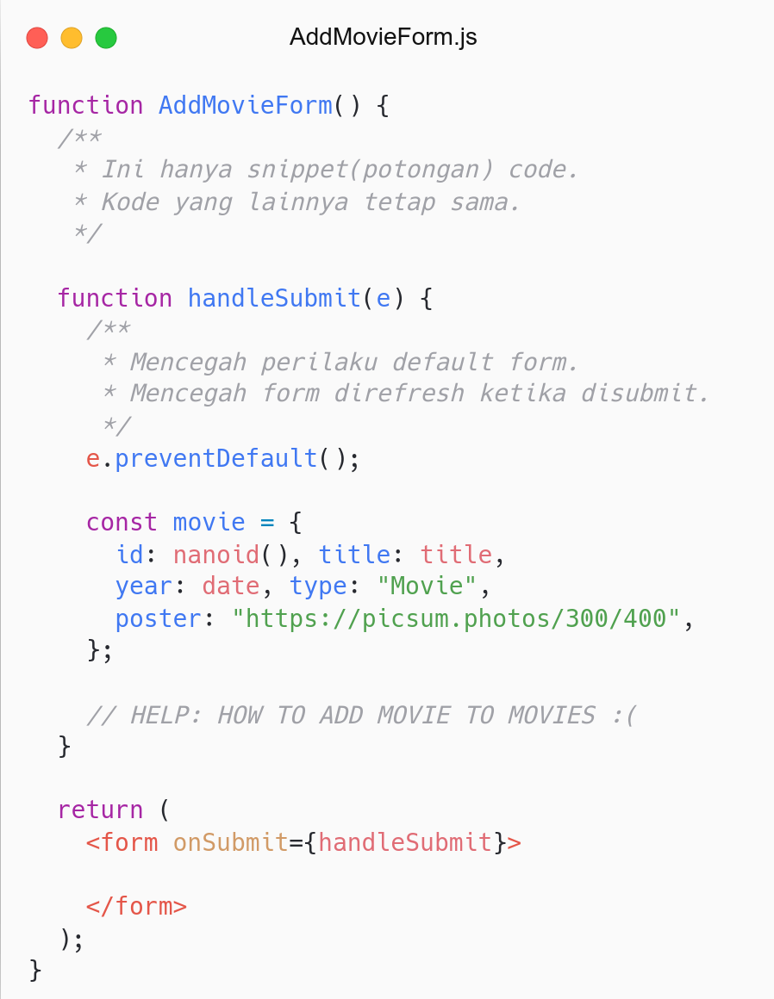 AddMovieForm.js
function AddMovieForm() {
/**
* Ini hanya snippet(potongan) code.
* Kode yang lainnya tetap sama.
*/
function handleSubmit(e) {
/**
* Mencegah perilaku default form.
* Mencegah form direfresh ketika disubmit.
*/
e.preventDefault();
const movie = {
id: nanoid(), title: title,
year: date, type: "Movie",
poster: "https://picsum.photos/300/400",
};
// HELP: HOW TO ADD MOVIE TO MOVIES :(
}
return (
<form onSubmit={handleSubmit}>
</form>
);
}